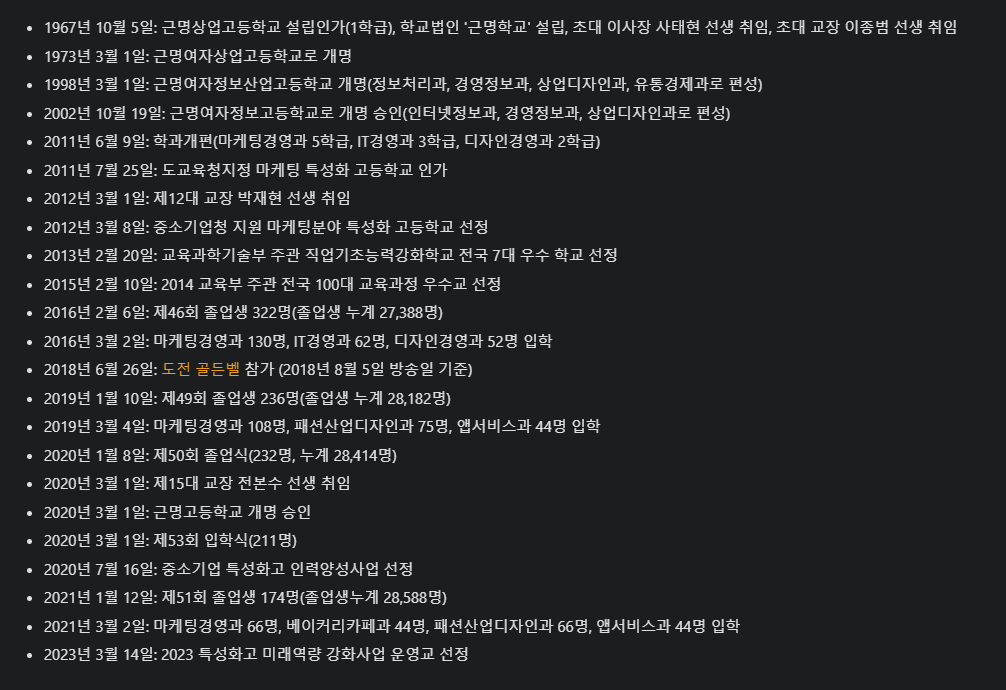 • 1967년 10월 5일: 근명상업고등학교 설립인가(1학급), 학교법인 '근명학교' 설립, 초대 이사장 사태현 선생 취임, 초대 교장 이종범 선생 취임
• 1973년 3월 1일: 근명여자상업고등학교로 개명
• 1998년 3월 1일: 근명여자정보산업고등학교 개명(정보처리과, 경영정보과, 상업디자인과, 유통경제과로 편성)
• 2002년 10월 19일: 근명여자정보고등학교로 개명 승인(인터넷정보과, 경영정보과, 상업디자인과로 편성)
• 2011년 6월 9일: 학과개편(마케팅경영과 5학급, IT경영과 3학급, 디자인경영과 2학급)
• 2011년 7월 25일: 도교육청지정 마케팅 특성화 고등학교 인가
• 2012년 3월 1일: 제12대 교장 박재현 선생 취임
• 2012년 3월 8일: 중소기업청 지원 마케팅분야 특성화 고등학교 선정
• 2013년 2월 20일: 교육과학기술부 주관 직업기초능력강화학교 전국 7대 우수 학교 선정
• 2015년 2월 10일: 2014 교육부 주관 전국 100대 교육과정 우수교 선정
• 2016년 2월 6일: 제46회 졸업생 322명(졸업생 누계 27,388명)
• 2016년 3월 2일: 마케팅경영과 130명, IT경영과 62명, 디자인경영과 52명 입학
• 2018년 6월 26일: 도전 골든벨 참가 (2018년 8월 5일 방송일 기준)
• 2019년 1월 10일: 제49회 졸업생 236명(졸업생 누계 28,182명)
• 2019년 3월 4일: 마케팅경영과 108명, 패션산업디자인과 75명, 앱서비스과 44명 입학
• 2020년 1월 8일: 제50회 졸업식(232명, 누계 28,414명)
• 2020년 3월 1일: 제15대 교장 전본수 선생 취임
• 2020년 3월 1일: 근명고등학교 개명 승인
• 2020년 3월 1일: 제53회 입학식(211명)
• 2020년 7월 16일: 중소기업 특성화고 인력양성사업 선정
• 2021년 1월 12일: 제51회 졸업생 174명(졸업생누계 28,588명)
• 2021년 3월 2일: 마케팅경영과 66명, 베이커리카페과 44명, 패션산업디자인과 66명, 앱서비스과 44명 입학
• 2023년 3월 14일: 2023 특성화고 미래역량 강화사업 운영교 선정